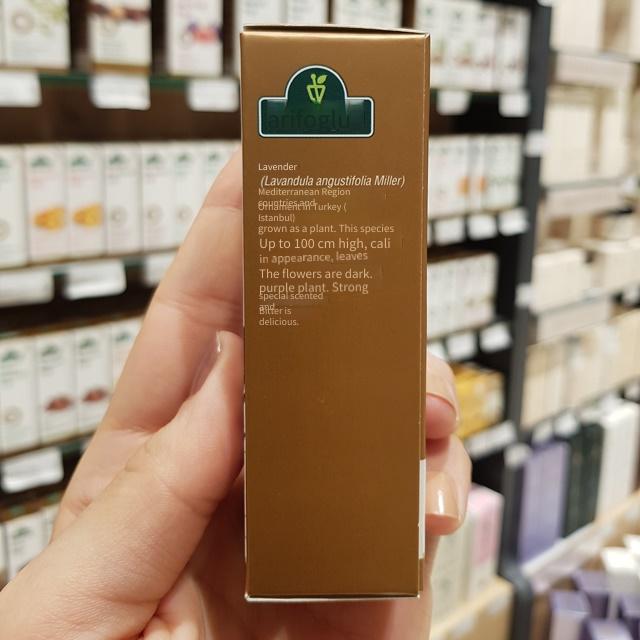 arifoglu
Lavender
(Lavandula angustifolia Miller)
Mediterranean Region
countries and
Ornament in Turkey (
Istanbul)
grown as a plant. This species
Up to 100 cm high, cali
in appearance, leaves
The flowers are dark.
purple plant. Strong
special scented
and
Bitter is
delicious.